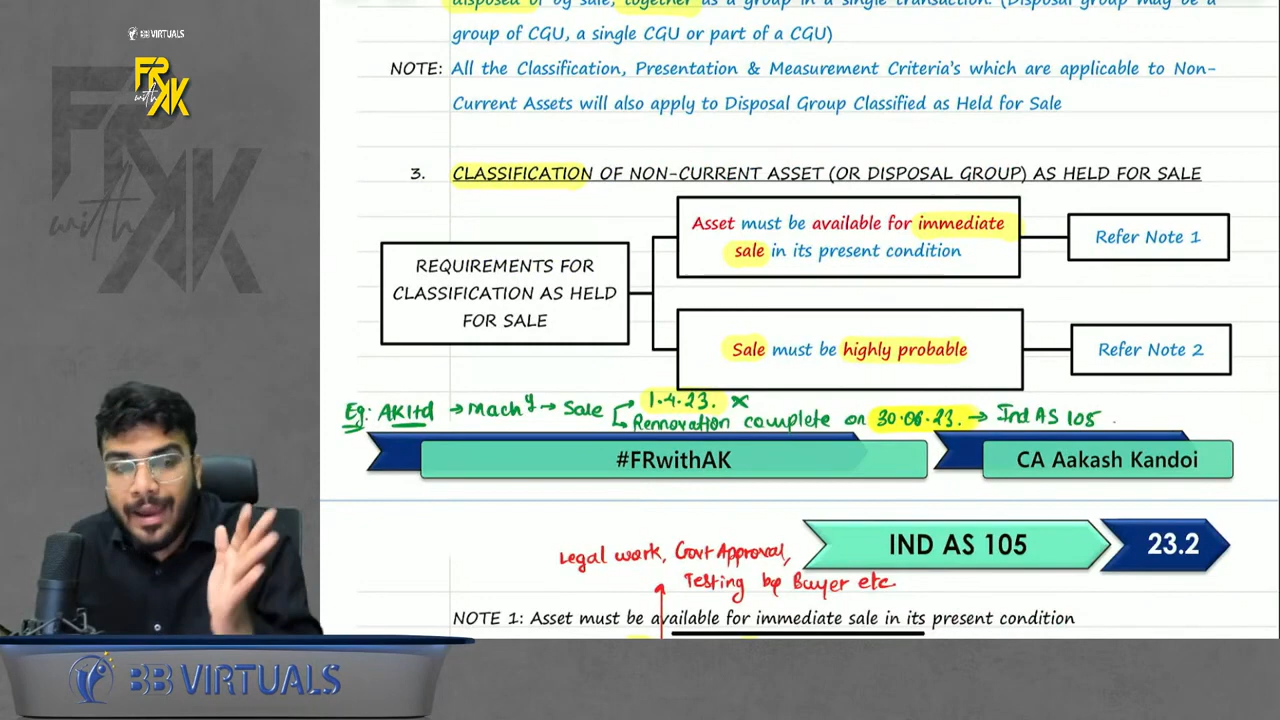 BB VIRTUALS
FR
with
AK
FR
with
AK
disposed of by sale, together as a group in a single transaction. (Disposal group may be a
group of CGU, a single CGU or part of a CGU)
NOTE: All the Classification, Presentation & Measurement Criteria's which are applicable to Non-
Current Assets will also apply to Disposal Group Classified as Held for Sale
3. CLASSIFICATION OF NON-CURRENT ASSET (OR DISPOSAL GROUP) AS HELD FOR SALE
REQUIREMENTS FOR
CLASSIFICATION AS HELD
FOR SALE
Asset must be available for immediate
sale in its present condition
Refer Note 1
Sale must be highly probable
Refer Note 2
Eg: AKltd → Machy → Sale → 1.4.23. ×
↳ Rennovation complete on 30.06.23. → Ind AS 105
#FRwithAK
CA Aakash Kandoi
IND AS 105
23.2
Legal work, Govt Approval,
Testing by Buyer etc
NOTE 1: Asset must be available for immediate sale in its present condition
BB VIRTUALS